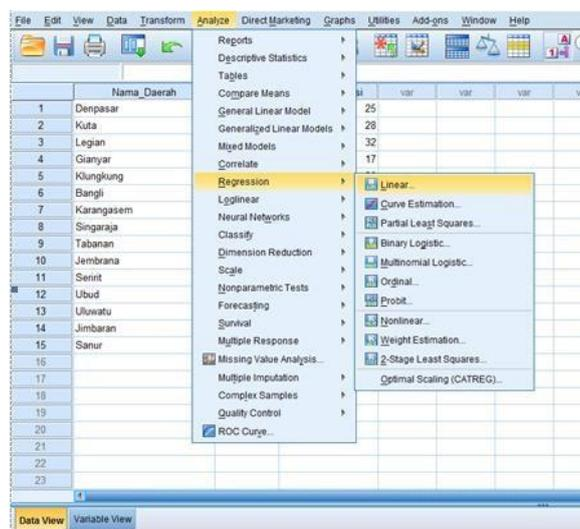 File Edit View Data Transform Analyze Direct Marketing Graphs Utilities Add-ons Window Help
Reports
Descriptive Statistics
Tables
Compare Means
General Linear Model
Generalized Linear Models
Mixed Models
Correlate
Regression
Loglinear
Neural Networks
Classify
Dimension Reduction
Scale
Nonparametric Tests
Forecasting
Survival
Multiple Response
Missing Value Analysis...
Multiple Imputation
Complex Samples
Quality Control
ROC Curve...
Linear...
Curve Estimation...
Partial Least Squares...
Binary Logistic...
Multinomial Logistic...
Ordinal...
Probit...
Nonlinear...
Weight Estimation...
2-Stage Least Squares...
Optimal Scaling (CATREG)...
Nama_Daerah si var var var
1 Denpasar 25
2 Kuta 28
3 Legian 32
4 Gianyar 17
5 Klungkung
6 Bangli
7 Karangasem
8 Singaraja
9 Tabanan
10 Jembrana
11 Seririt
12 Ubud
13 Uluwatu
14 Jimbaran
15 Sanur
16
17
18
19
20
21
22
23
Data View Variable View